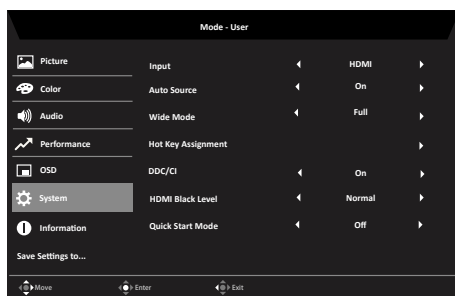 Mode - User
Picture
Input HDMI
Color
Auto Source On
Audio
Wide Mode Full
Performance
Hot Key Assignment
OSD
DDC/CI On
System
HDMI Black Level Normal
Information
Quick Start Mode Off
Save Settings to...
Move Enter Exit